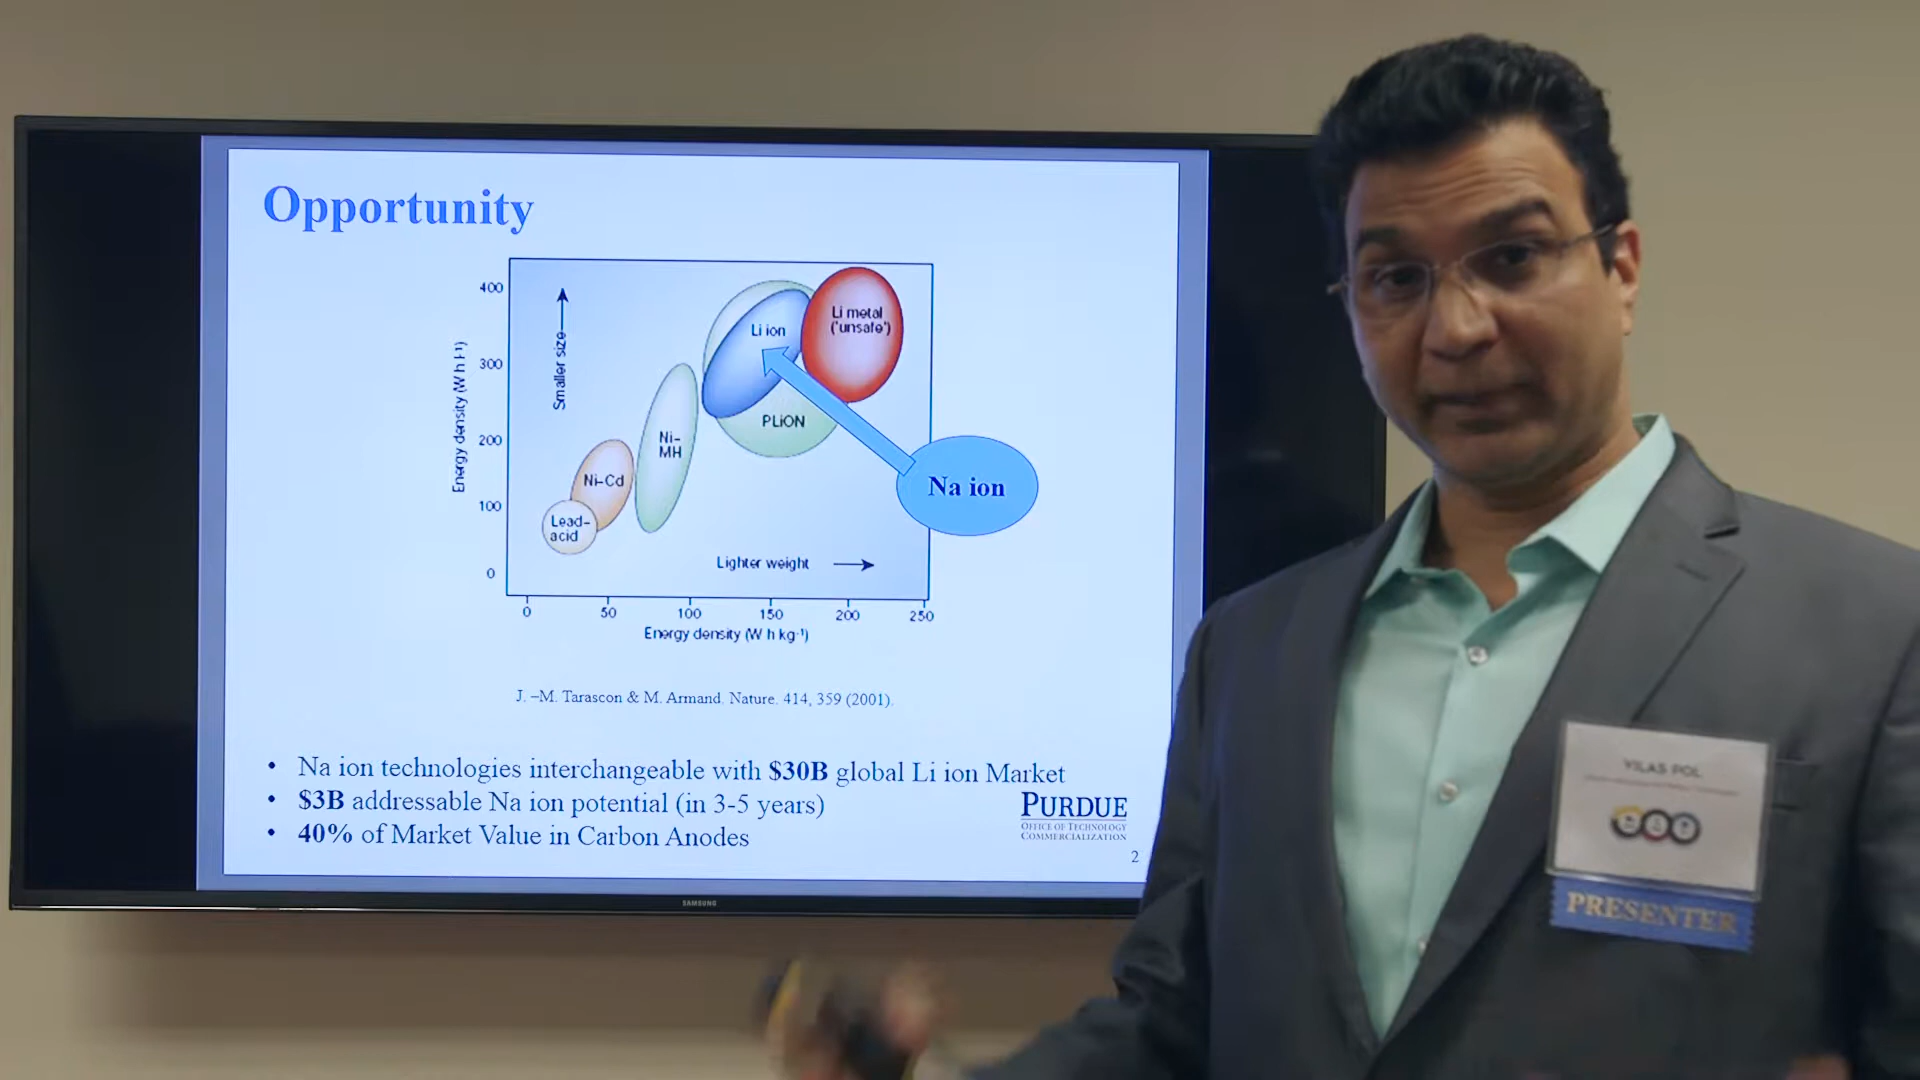 Opportunity
400
300
200
100
0
Energy density (W h l⁻¹)
Smaller size
Li ion
Li metal
('unsafe')
PLiON
Ni-
MH
Ni-Cd
Lead-
acid
Na ion
Lighter weight
0 50 100 150 200 250
Energy density (W h kg⁻¹)
J. –M. Tarascon & M. Armand. Nature. 414, 359 (2001).
• Na ion technologies interchangeable with $30B global Li ion Market
• $3B addressable Na ion potential (in 3-5 years)
• 40% of Market Value in Carbon Anodes
PURDUE
OFFICE OF TECHNOLOGY
COMMERCIALIZATION
2
SAMSUNG
VILAS POL
PRESENTER